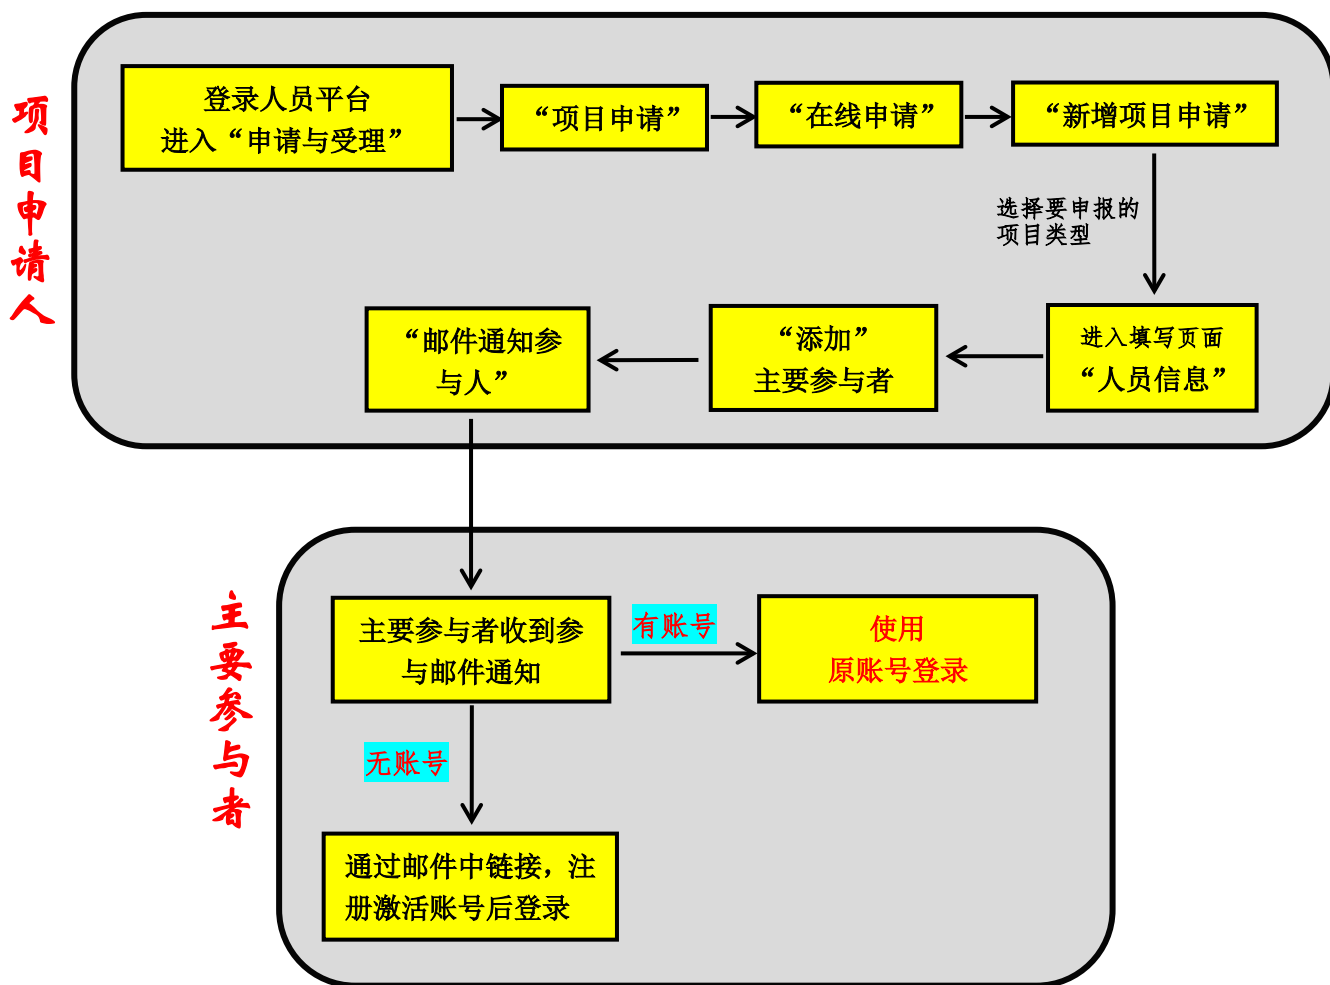 项目申请人
登录人员平台
进入“申请与受理”
“项目申请”
“在线申请”
“新增项目申请”
选择要申报的
项目类型
进入填写页面
“人员信息”
“添加”
主要参与者
“邮件通知参
与人”
主要参与者
主要参与者收到参
与邮件通知
有账号
使用
原账号登录
无账号
通过邮件中链接，注
册激活账号后登录